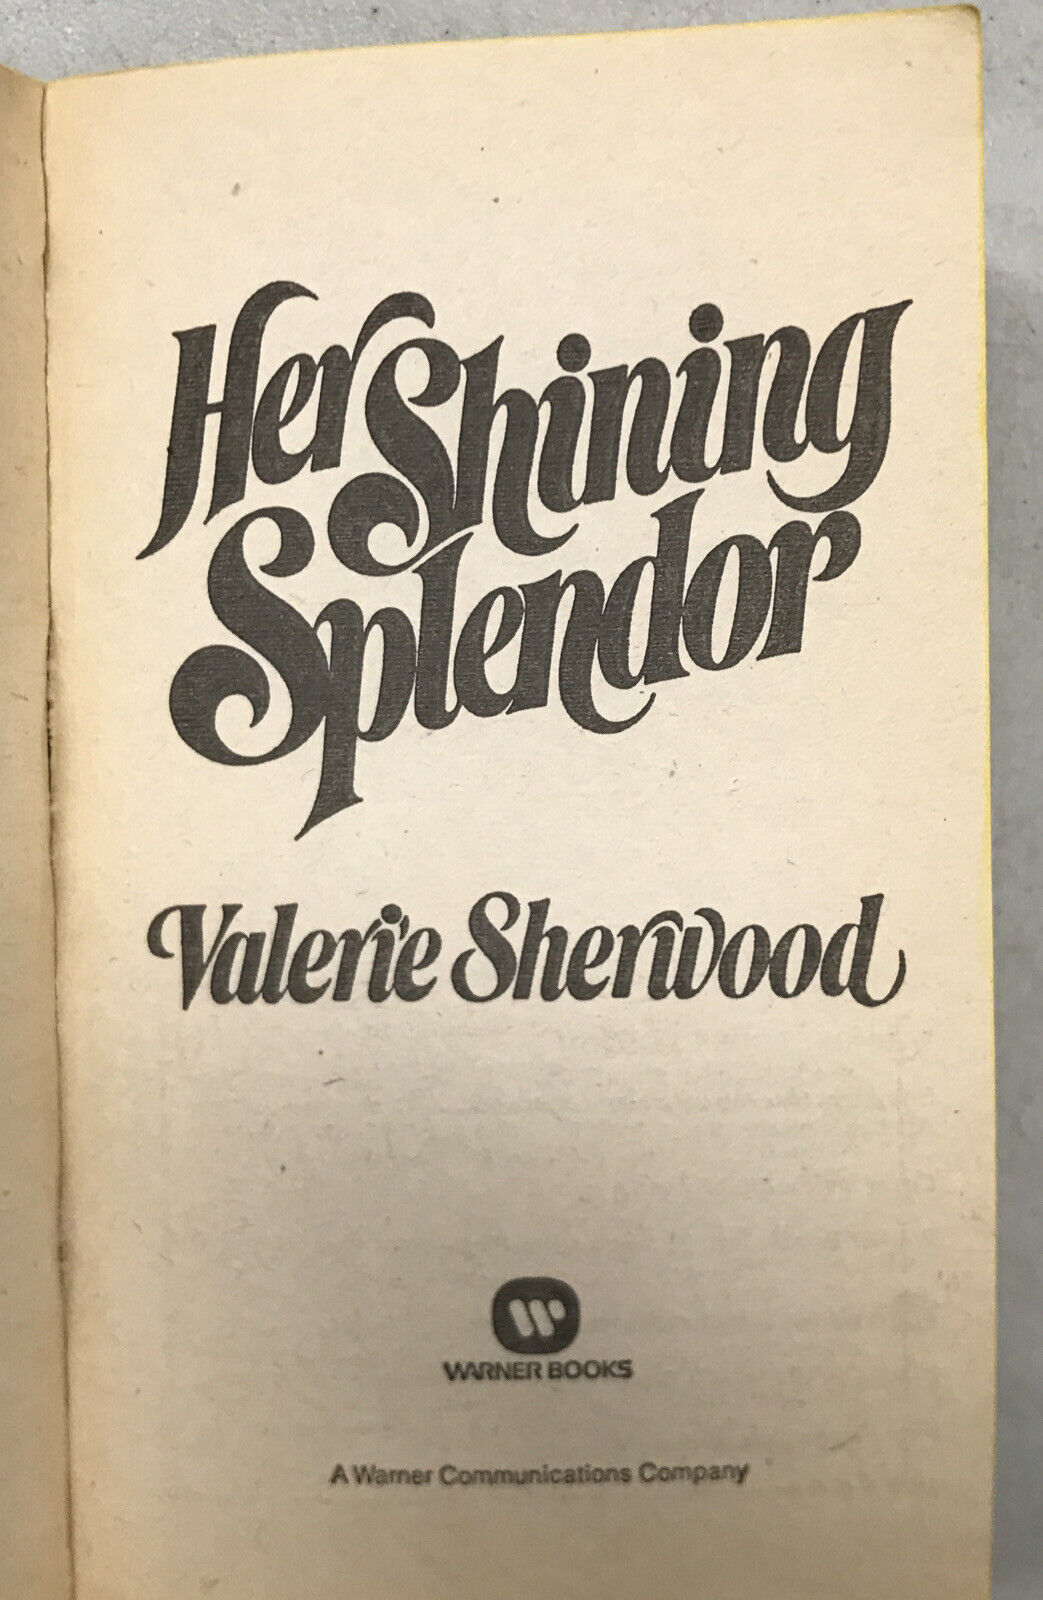 Her Shining
Splendor
Valerie Sherwood
WARNER BOOKS
A Warner Communications Company